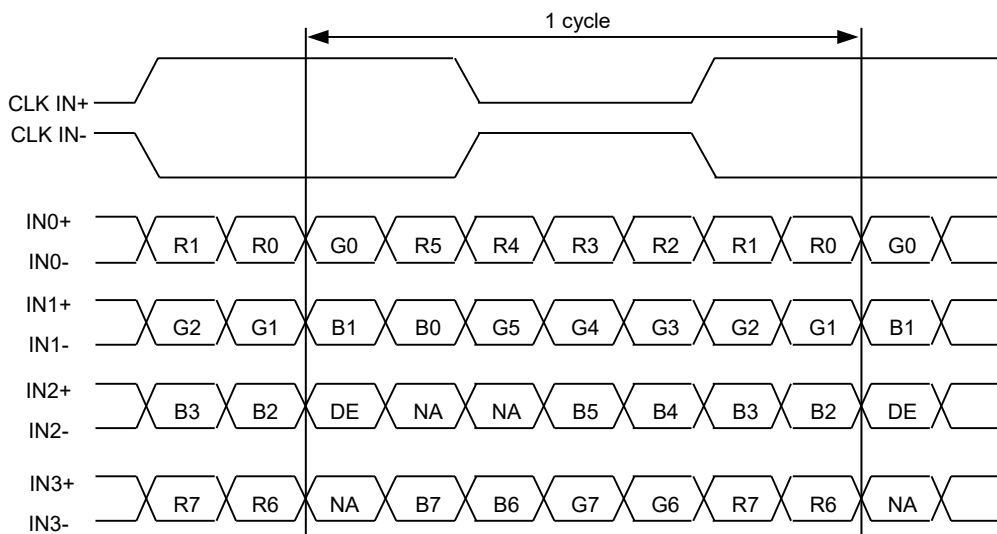 1 cycle
CLK IN+
CLK IN-
IN0+
R1 R0 G0 R5 R4 R3 R2 R1 R0 G0
IN0-
IN1+
G2 G1 B1 B0 G5 G4 G3 G2 G1 B1
IN1-
IN2+
B3 B2 DE NA NA B5 B4 B3 B2 DE
IN2-
IN3+
R7 R6 NA B7 B6 G7 G6 R7 R6 NA
IN3-